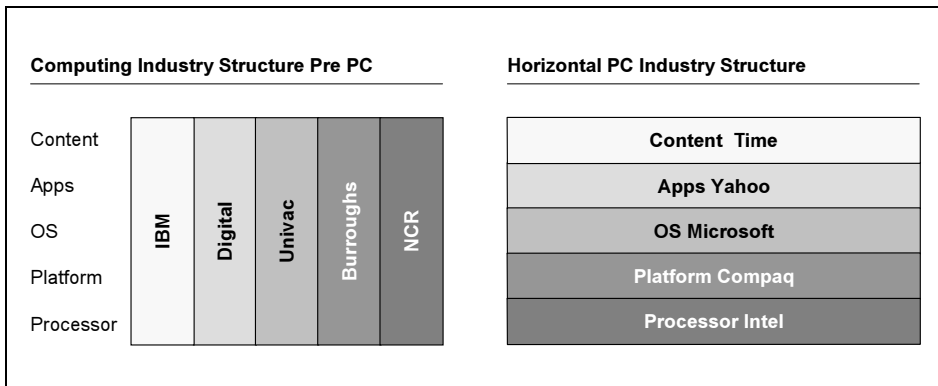 Computing Industry Structure Pre PC
Content
Apps
OS
Platform
Processor
IBM
Digital
Univac
Burroughs
NCR
Horizontal PC Industry Structure
Content Time
Apps Yahoo
OS Microsoft
Platform Compaq
Processor Intel